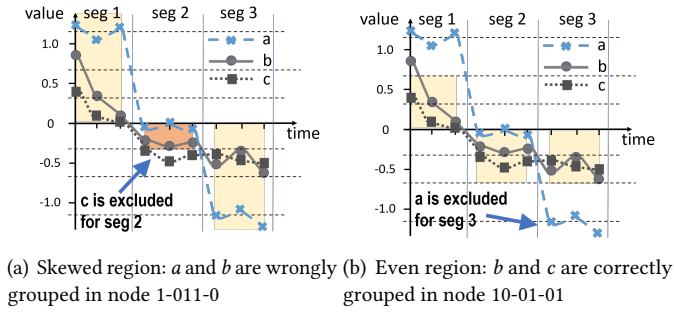 value seg 1 seg 2 seg 3
a
b
c
1.0
0
-0.5
-1.0
time
c is excluded
for seg 2
value seg 1 seg 2 seg 3
a
b
c
1.0
0.5
0
-0.5
-1.0
time
a is excluded
for seg 3
(a) Skewed region: a and b are wrongly
grouped in node 1-011-0
(b) Even region: b and c are correctly
grouped in node 10-01-01